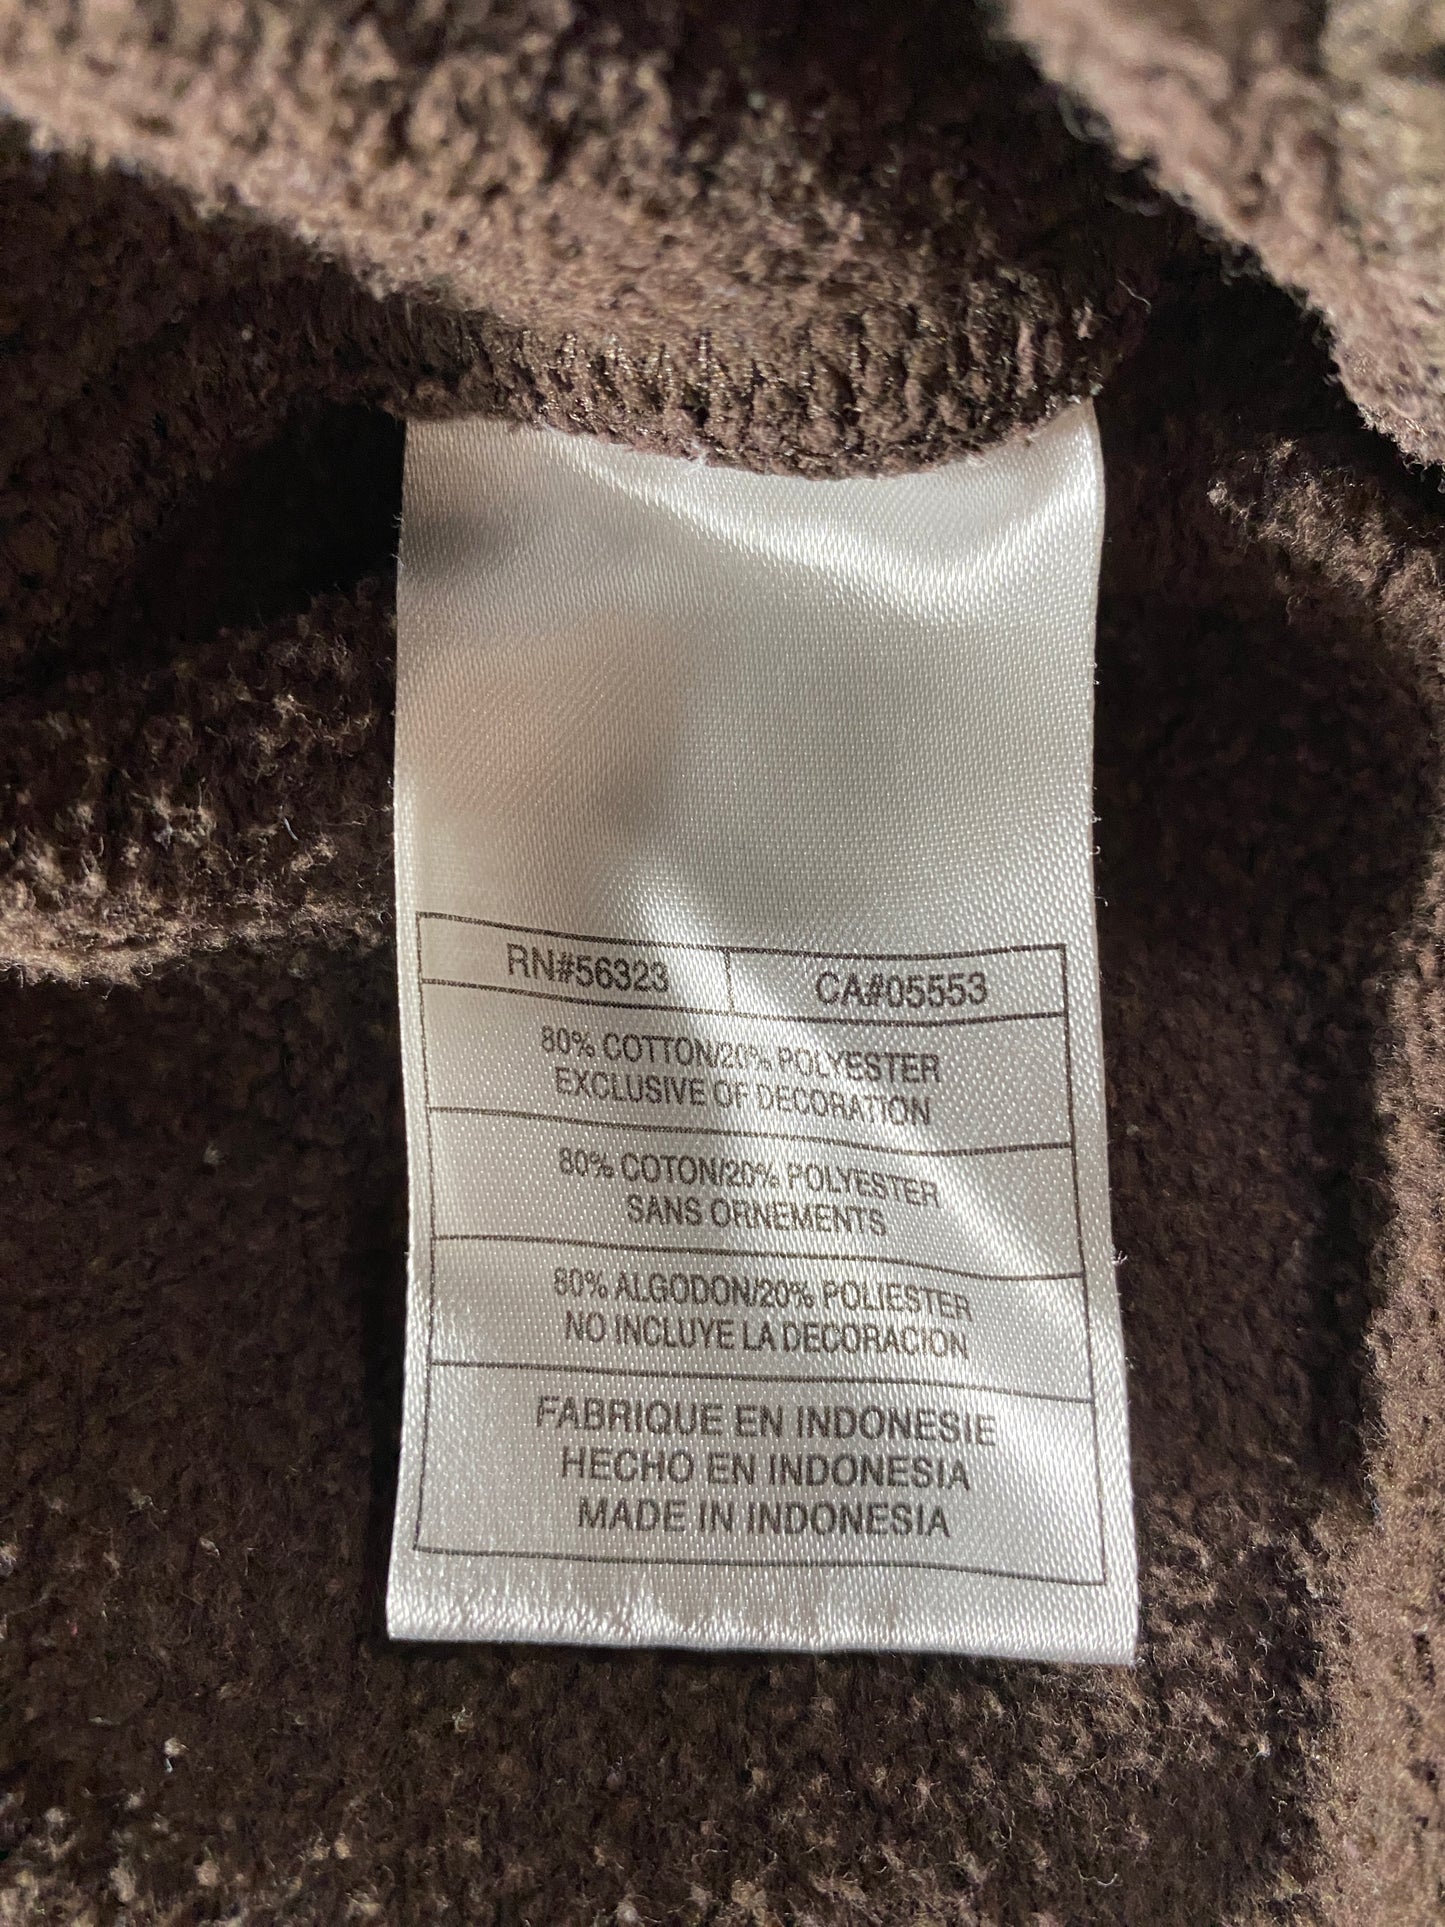 RN#56323 CA#05553
80% COTTON/20% POLYESTER
EXCLUSIVE OF DECORATION
80% COTON/20% POLYESTER
SANS ORNEMENTS
80% ALGODON/20% POLIESTER
NO INCLUYE LA DECORACION
FABRIQUE EN INDONESIE
HECHO EN INDONESIA
MADE IN INDONESIA